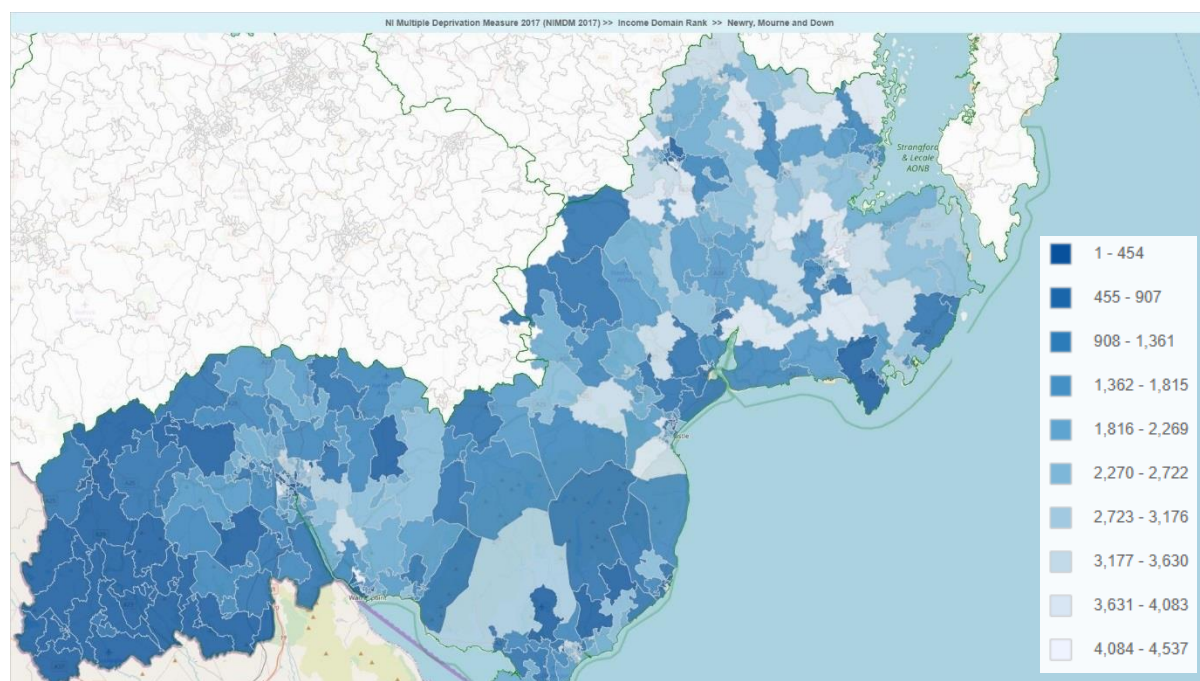 NI Multiple Deprivation Measure 2017 (NIMDM 2017) >> Income Domain Rank >> Newry, Mourne and Down
Strangford
& Lecale
AONB
1 - 454
455 - 907
908 - 1,361
1,362 - 1,815
1,816 - 2,269
2,270 - 2,722
2,723 - 3,176
3,177 - 3,630
3,631 - 4,083
4,084 - 4,537